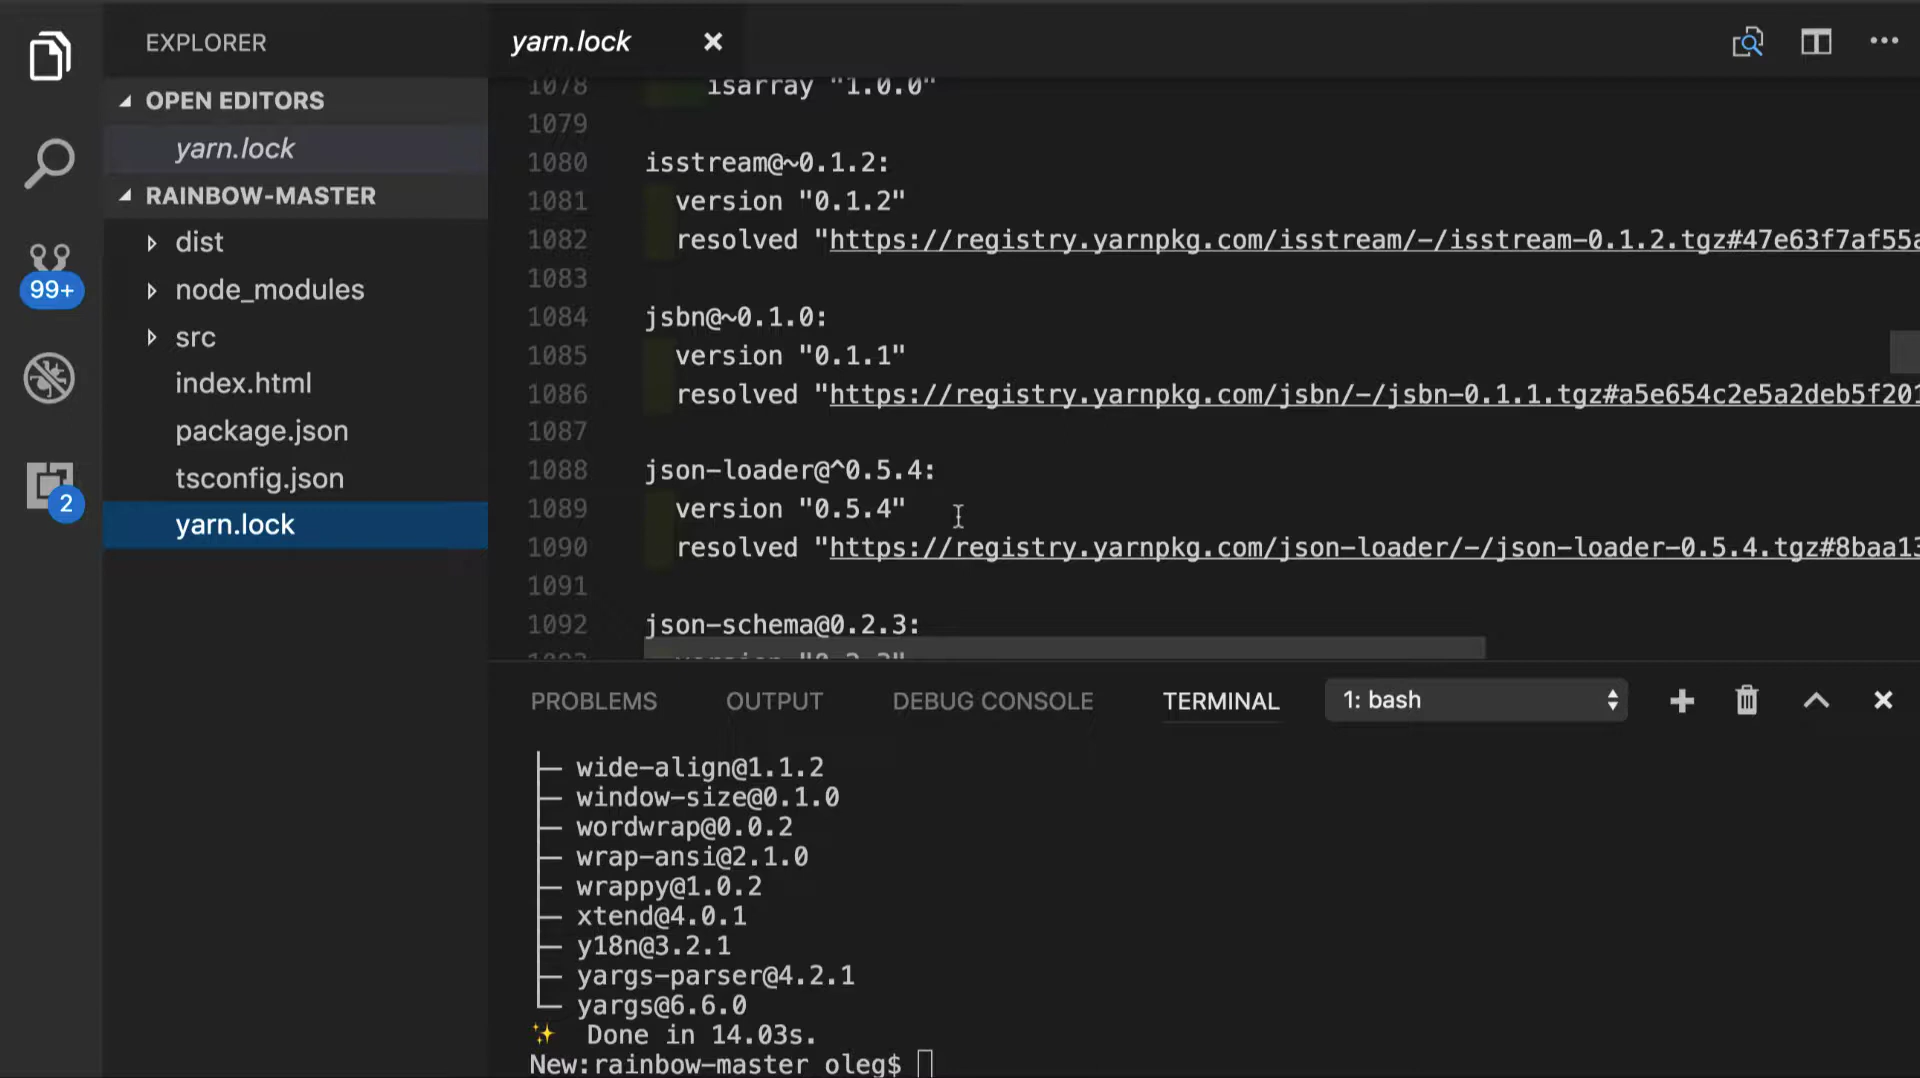 EXPLORER
OPEN EDITORS
yarn.lock
RAINBOW-MASTER
dist
node_modules
src
index.html
package.json
tsconfig.json
yarn.lock
99+
2
yarn.lock
1078 isarray "1.0.0"
1079
1080 isstream@~0.1.2:
1081 version "0.1.2"
1082 resolved "https://registry.yarnpkg.com/isstream/-/isstream-0.1.2.tgz#47e63f7af55a
1083
1084 jsbn@~0.1.0:
1085 version "0.1.1"
1086 resolved "https://registry.yarnpkg.com/jsbn/-/jsbn-0.1.1.tgz#a5e654c2e5a2deb5f201
1087
1088 json-loader@^0.5.4:
1089 version "0.5.4"
1090 resolved "https://registry.yarnpkg.com/json-loader/-/json-loader-0.5.4.tgz#8baa13
1091
1092 json-schema@0.2.3:
PROBLEMS OUTPUT DEBUG CONSOLE TERMINAL 1: bash
wide-align@1.1.2
window-size@0.1.0
wordwrap@0.0.2
wrap-ansi@2.1.0
wrappy@1.0.2
xtend@4.0.1
y18n@3.2.1
yargs-parser@4.2.1
yargs@6.6.0
✨ Done in 14.03s.
New:rainbow-master oleg$